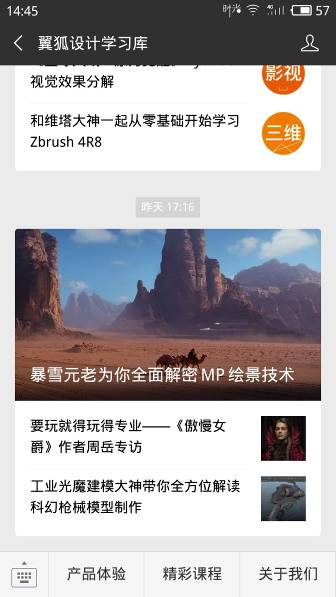 14:45
57
翼狐设计学习库
视觉效果分解
影视
和维塔大神一起从零基础开始学习
Zbrush 4R8
三维
昨天 17:16
暴雪元老为你全面解密 MP 绘景技术
要玩就得玩得专业——《傲慢女
爵》作者周岳专访
工业光魔建模大神带你全方位解读
科幻枪械模型制作
产品体验
精彩课程
关于我们